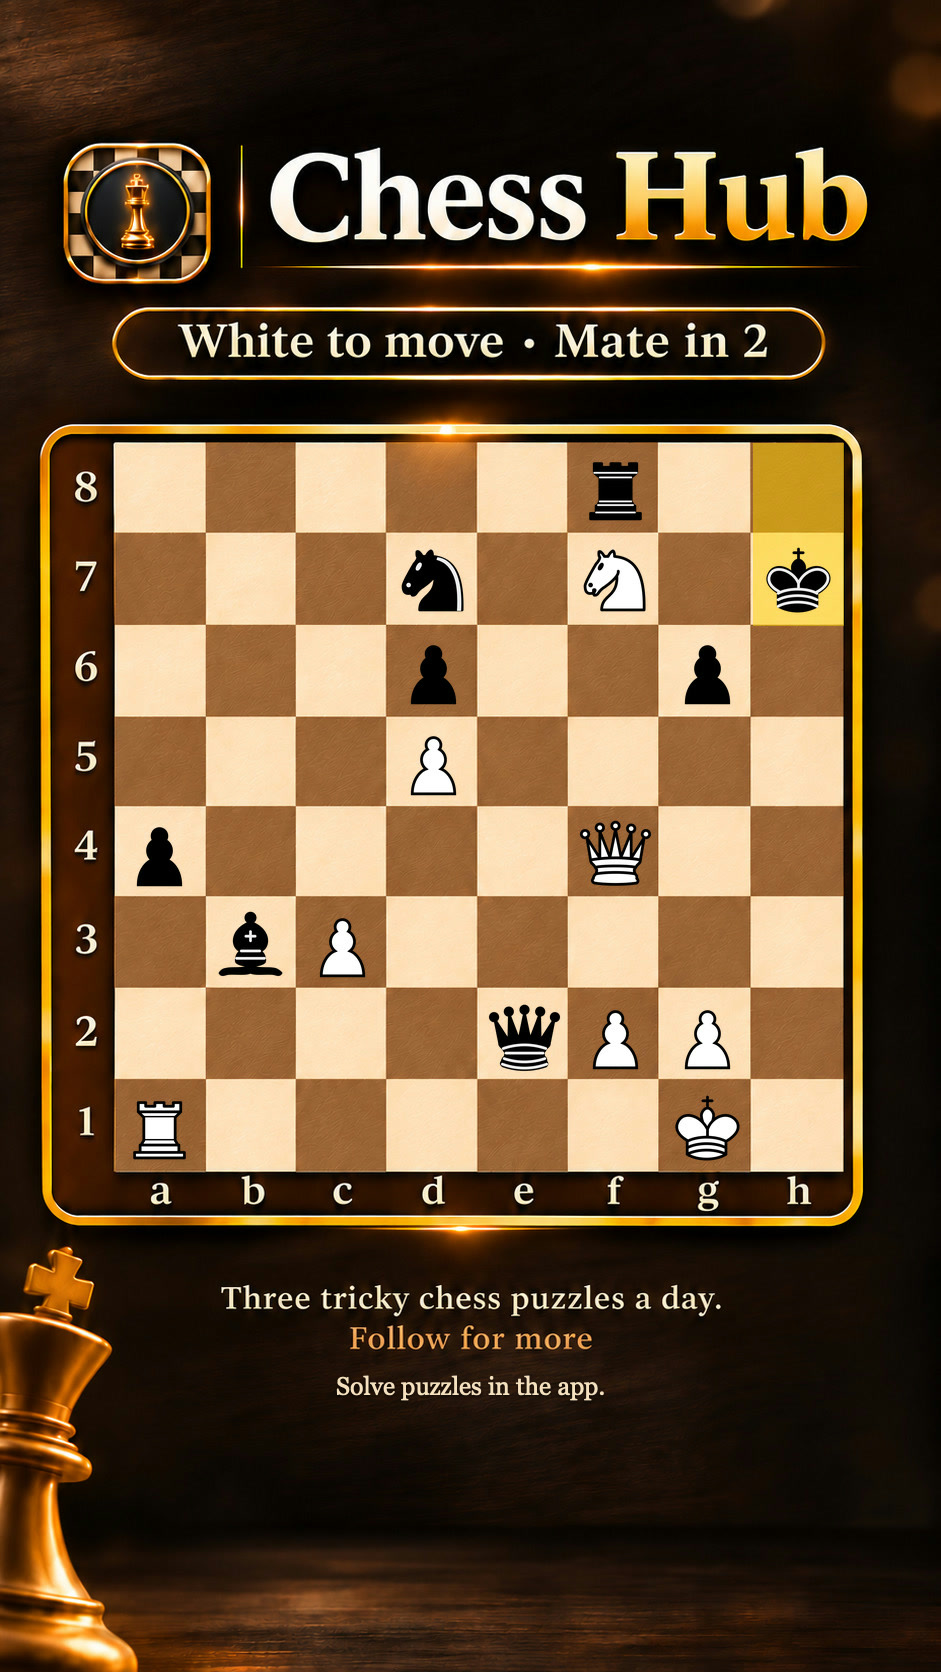 Chess Hub
White to move · Mate in 2
8
7
6
5
4
3
2
1
a b c d e f g h
Three tricky chess puzzles a day.
Follow for more
Solve puzzles in the app.